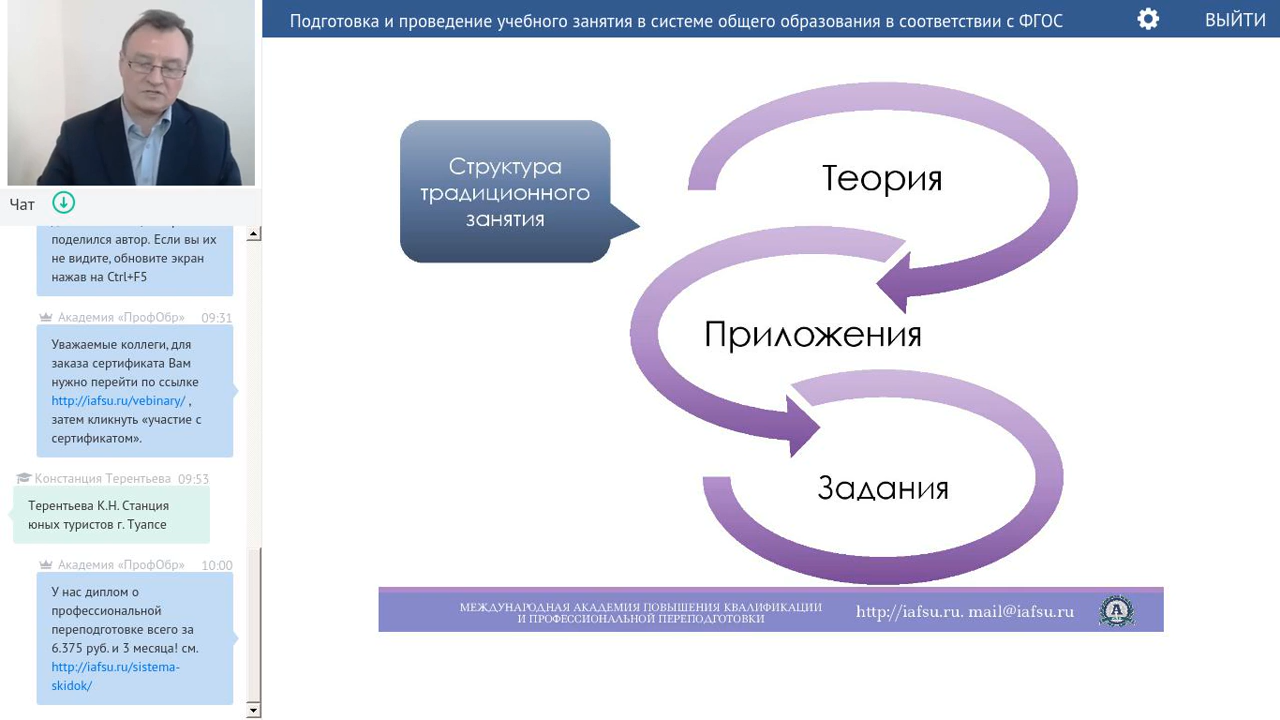 Подготовка и проведение учебного занятия в системе общего образования в соответствии с ФГОС
ВЫЙТИ
Чат
поделился автор. Если вы их
не видите, обновите экран
нажав на Ctrl+F5
Академия «ПрофОбр» 09:31
Уважаемые коллеги, для
заказа сертификата Вам
нужно перейти по ссылке
http://iafsu.ru/vebinary/ ,
затем кликнуть «участие с
сертификатом».
Констанция Терентьева 09:53
Терентьева К.Н. Станция
юных туристов г. Туапсе
Академия «ПрофОбр» 10:00
У нас диплом о
профессиональной
переподготовке всего за
6.375 руб. и 3 месяца! см.
http://iafsu.ru/sistema-
skidok/
Структура
традиционного
занятия
Теория
Приложения
Задания
МЕЖДУНАРОДНАЯ АКАДЕМИЯ ПОВЫШЕНИЯ КВАЛИФИКАЦИИ
И ПРОФЕССИОНАЛЬНОЙ ПЕРЕПОДГОТОВКИ
http://iafsu.ru. mail@iafsu.ru